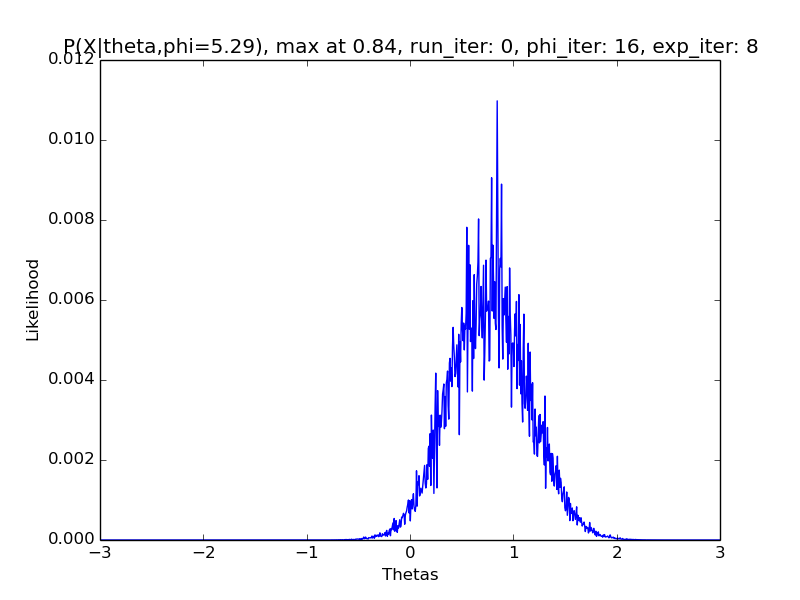 P(X|theta,phi=5.29), max at 0.84, run_iter: 0, phi_iter: 16, exp_iter: 8
0.012
0.010
0.008
0.006
0.004
0.002
0.000
Likelihood
−3 −2 −1 0 1 2 3
Thetas